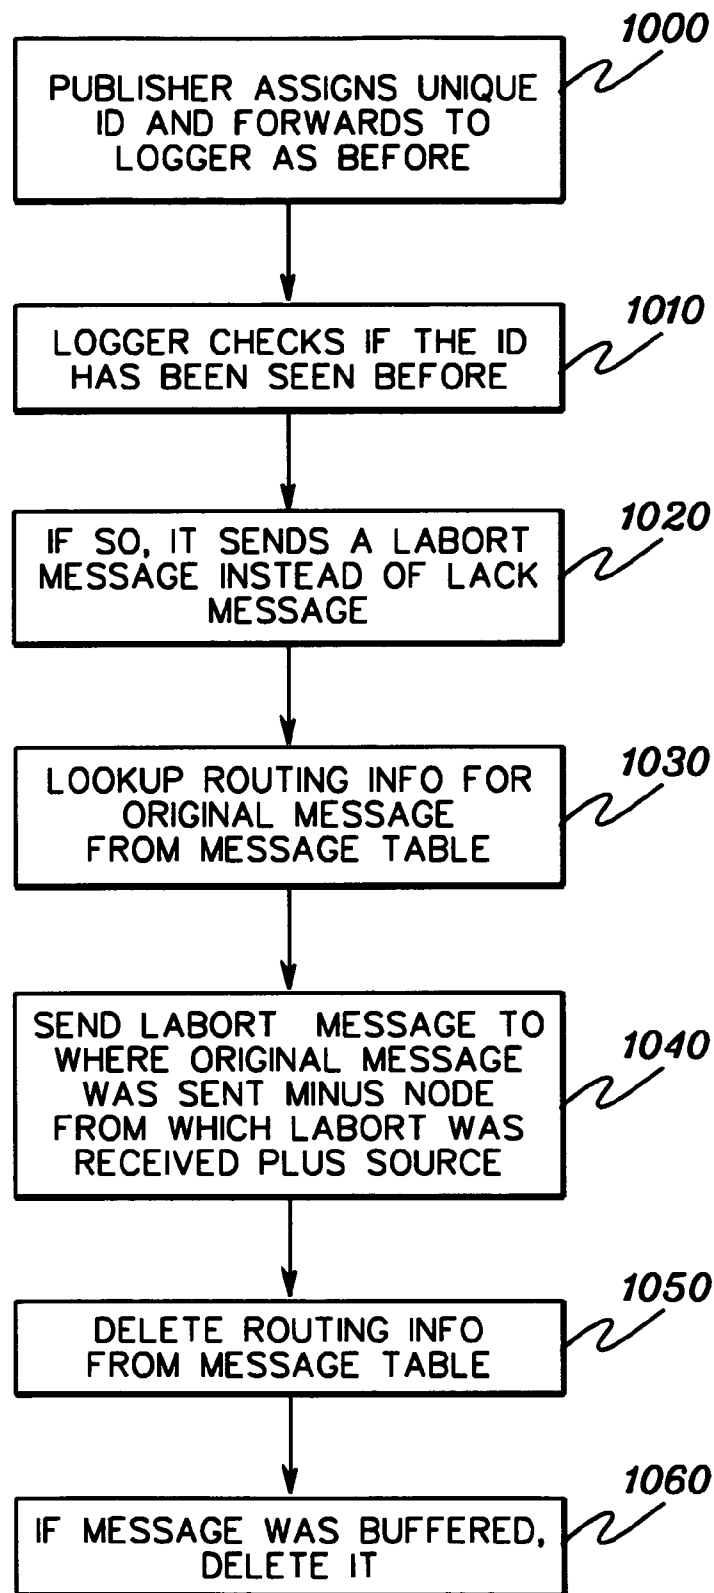 1000
PUBLISHER ASSIGNS UNIQUE
ID AND FORWARDS TO
LOGGER AS BEFORE
1010
LOGGER CHECKS IF THE ID
HAS BEEN SEEN BEFORE
1020
IF SO, IT SENDS A LABORT
MESSAGE INSTEAD OF LACK
MESSAGE
1030
LOOKUP ROUTING INFO FOR
ORIGINAL MESSAGE
FROM MESSAGE TABLE
1040
SEND LABORT MESSAGE TO
WHERE ORIGINAL MESSAGE
WAS SENT MINUS NODE
FROM WHICH LABORT WAS
RECEIVED PLUS SOURCE
1050
DELETE ROUTING INFO
FROM MESSAGE TABLE
1060
IF MESSAGE WAS BUFFERED,
DELETE IT